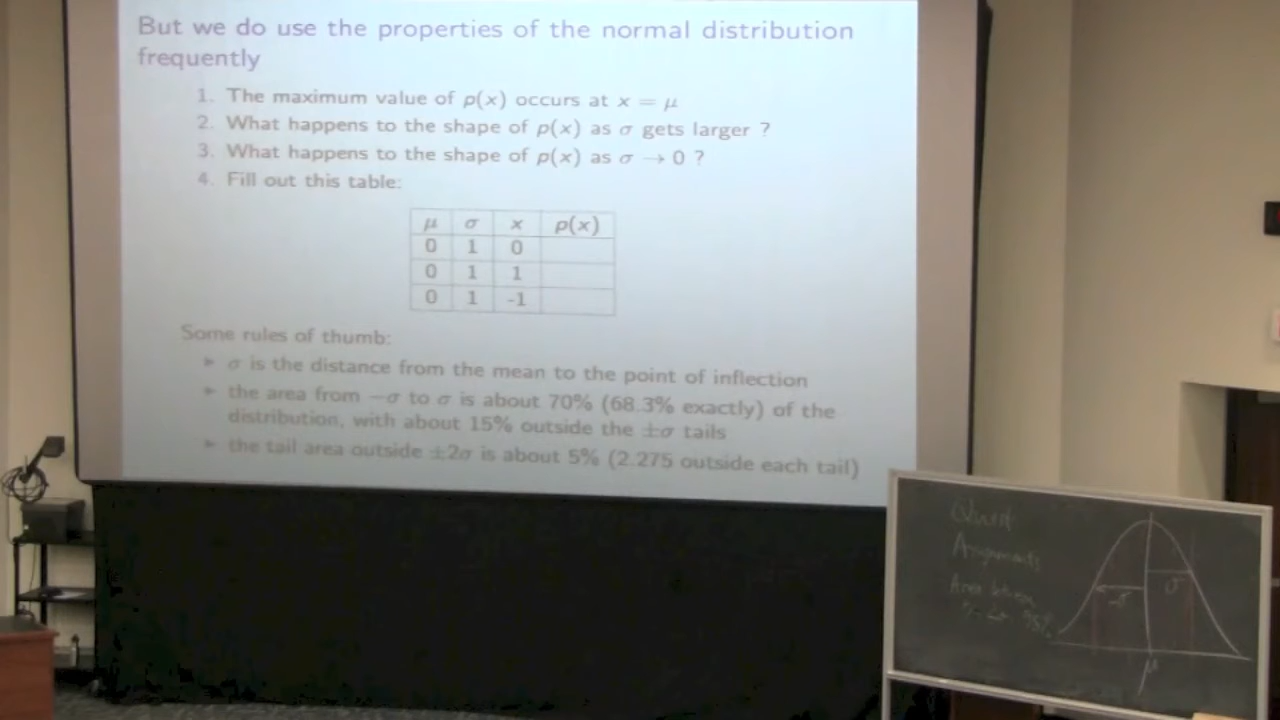 But we do use the properties of the normal distribution
frequently
1. The maximum value of p(x) occurs at x = μ
2. What happens to the shape of p(x) as σ gets larger ?
3. What happens to the shape of p(x) as σ → 0 ?
4. Fill out this table:
μ σ x p(x)
0 1 0
0 1 1
0 1 -1
Some rules of thumb:
► σ is the distance from the mean to the point of inflection
► the area from −σ to σ is about 70% (68.3% exactly) of the
distribution, with about 15% outside the ±σ tails
► the tail area outside ±2σ is about 5% (2.275 outside each tail)
Assignments
Area
-σ σ
μ